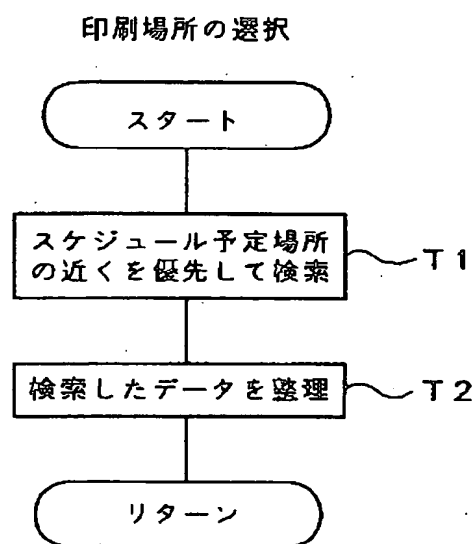 印刷場所の選択
スタート
スケジュール予定場所
の近くを優先して検索
T1
検索したデータを整理
T2
リターン